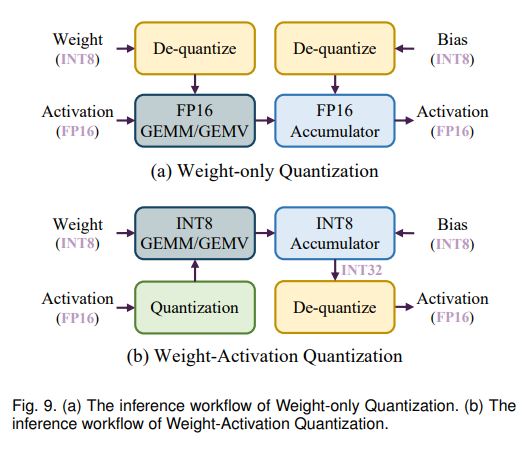 Weight
(INT8)
De-quantize
De-quantize
Bias
(INT8)
Activation
(FP16)
FP16
GEMM/GEMV
FP16
Accumulator
Activation
(FP16)
(a) Weight-only Quantization
Weight
(INT8)
INT8
GEMM/GEMV
INT8
Accumulator
Bias
(INT8)
INT32
Activation
(FP16)
Quantization
De-quantize
Activation
(FP16)
(b) Weight-Activation Quantization
Fig. 9. (a) The inference workflow of Weight-only Quantization. (b) The
inference workflow of Weight-Activation Quantization.